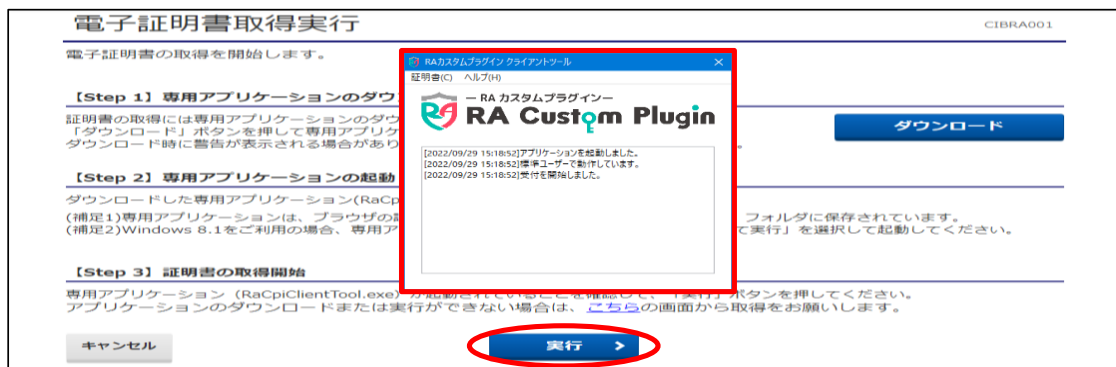 電子証明書取得実行
CIBRA001
電子証明書の取得を開始します。
【Step 1】専用アプリケーションのダウ
証明書の取得には専用アプリケーションのダウ
「ダウンロード」ボタンを押して専用アプリケ
ダウンロード時に警告が表示される場合があり
。
ダウンロード
【Step 2】専用アプリケーションの起動
ダウンロードした専用アプリケーション(RaCp
(補足1)専用アプリケーションは、ブラウザの
フォルダに保存されています。
(補足2)Windows 8.1をご利用の場合、専用ア
て実行」を選択して起動してください。
【Step 3】証明書の取得開始
専用アプリケーション（RaCpiClientTool.exe）が起動されていることを確認して、「実行」ボタンを押してください。
アプリケーションのダウンロードまたは実行ができない場合は、こちらの画面から取得をお願いします。
キャンセル
実行 >
RAカスタムプラグイン クライアントツール ×
証明書(C) ヘルプ(H)
― RA カスタムプラグイン―
RA Custom Plugin
[2022/09/29 15:18:52]アプリケーションを起動しました。
[2022/09/29 15:18:52]標準ユーザーで動作しています。
[2022/09/29 15:18:52]受付を開始しました。